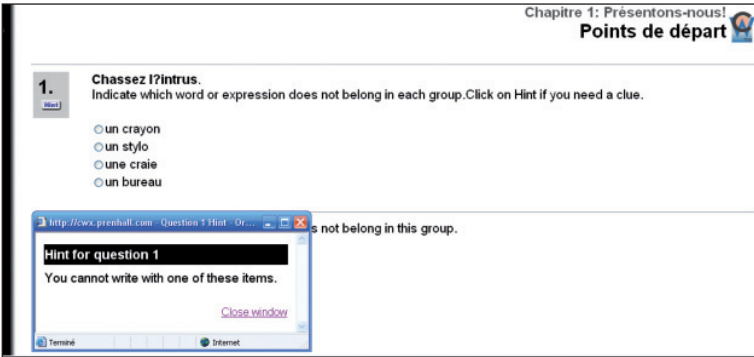 Chapitre 1: Présentons-nous!
Points de départ
1.
Hint
Chassez l?intrus.
Indicate which word or expression does not belong in each group.Click on Hint if you need a clue.
un crayon
un stylo
une craie
un bureau
http://cwx.prenhall.com - Question 1 Hint - Or...
s not belong in this group.
Hint for question 1
You cannot write with one of these items.
Close window
Terminé
Internet